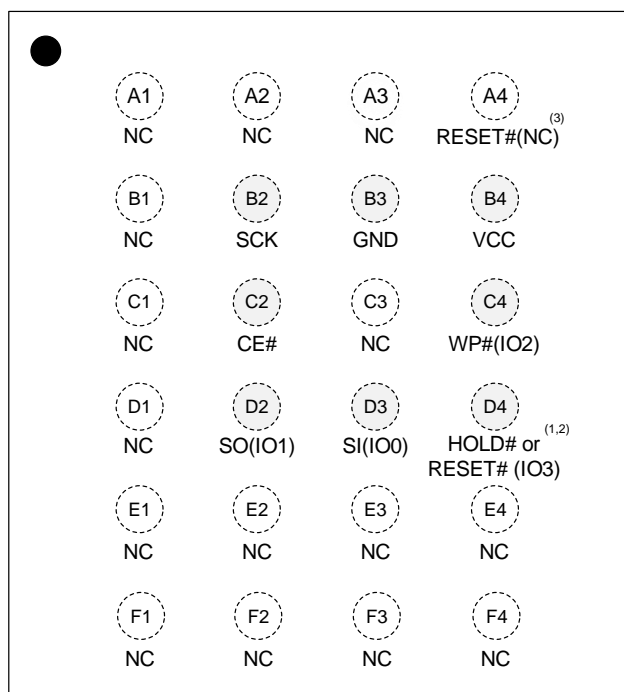 A1 A2 A3 A4
NC NC NC RESET#(NC) (3)
B1 B2 B3 B4
NC SCK GND VCC
C1 C2 C3 C4
NC CE# NC WP#(IO2)
D1 D2 D3 D4
NC SO(IO1) SI(IO0) HOLD# or (1,2)
RESET# (IO3)
E1 E2 E3 E4
NC NC NC NC
F1 F2 F3 F4
NC NC NC NC